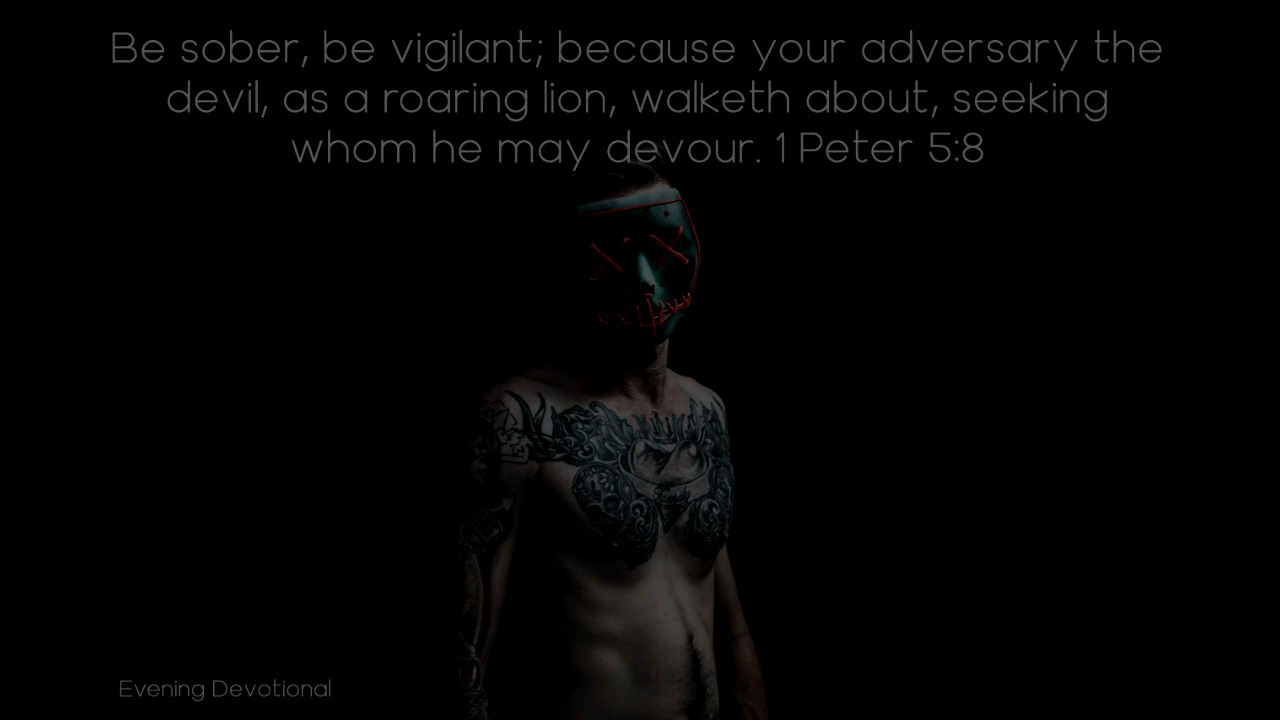 Be sober, be vigilant; because your adversary the
devil, as a roaring lion, walketh about, seeking
whom he may devour. 1 Peter 5:8
Evening Devotional